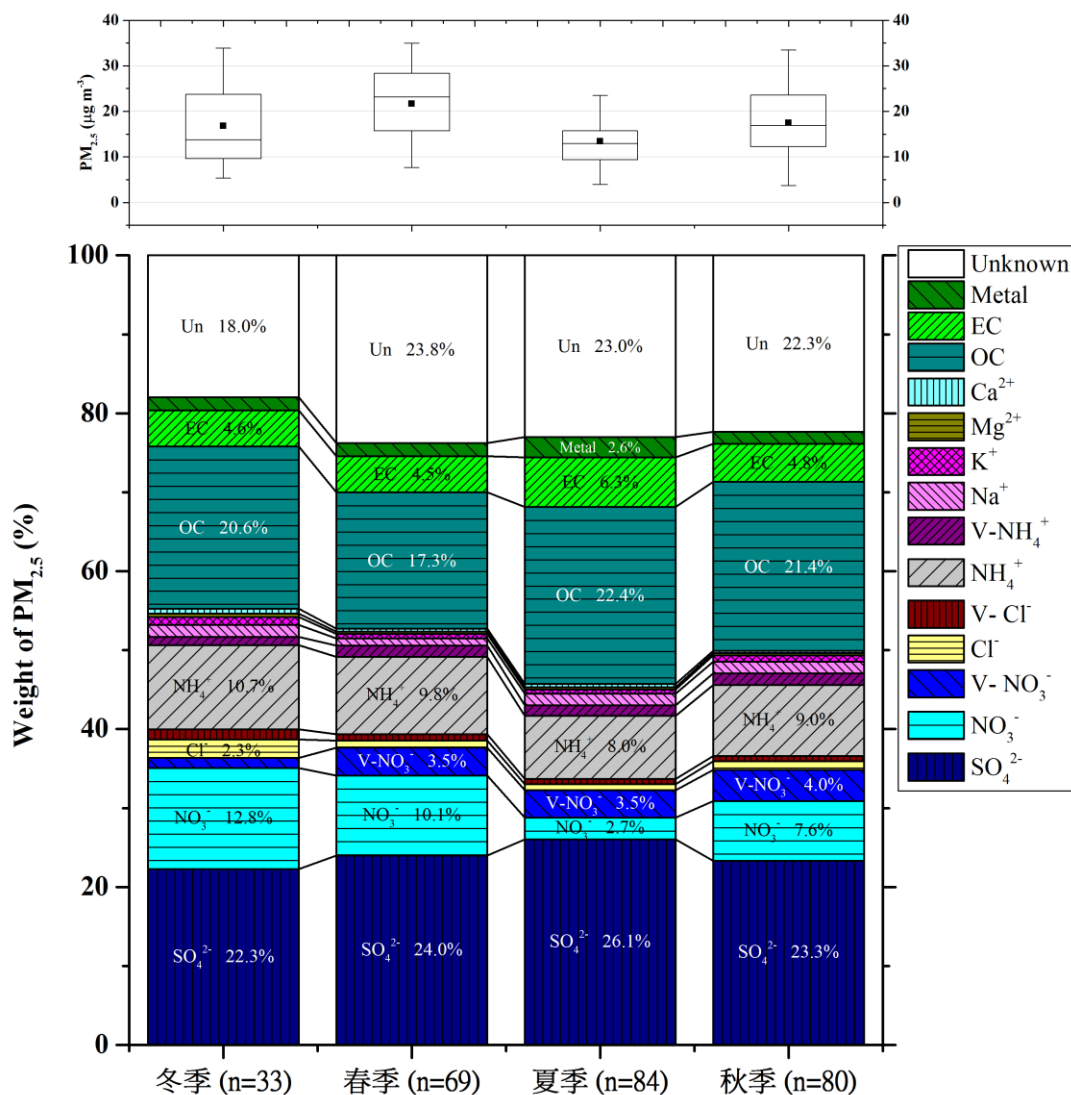 40
40
30
30
20
20
10
10
0
0
PM2.5 (μg m-3)
100
80
60
40
20
0
Weight of PM2.5 (%)
Un 18.0%
EC 4.6%
OC 20.6%
NH4+ 10.7%
Cl- 2.3%
NO3- 12.8%
SO42- 22.3%
Un 23.8%
EC 4.5%
OC 17.3%
NH4+ 9.8%
V-NO3- 3.5%
NO3- 10.1%
SO42- 24.0%
Un 23.0%
Metal 2.6%
EC 6.3%
OC 22.4%
NH4+ 8.0%
V-NO3- 3.5%
NO3- 2.7%
SO42- 26.1%
Un 22.3%
EC 4.8%
OC 21.4%
NH4+ 9.0%
V-NO3- 4.0%
NO3- 7.6%
SO42- 23.3%
冬季 (n=33)
春季 (n=69)
夏季 (n=84)
秋季 (n=80)
Unknown
Metal
EC
OC
Ca2+
Mg2+
K+
Na+
V-NH4+
NH4+
V- Cl-
Cl-
V- NO3-
NO3-
SO42-